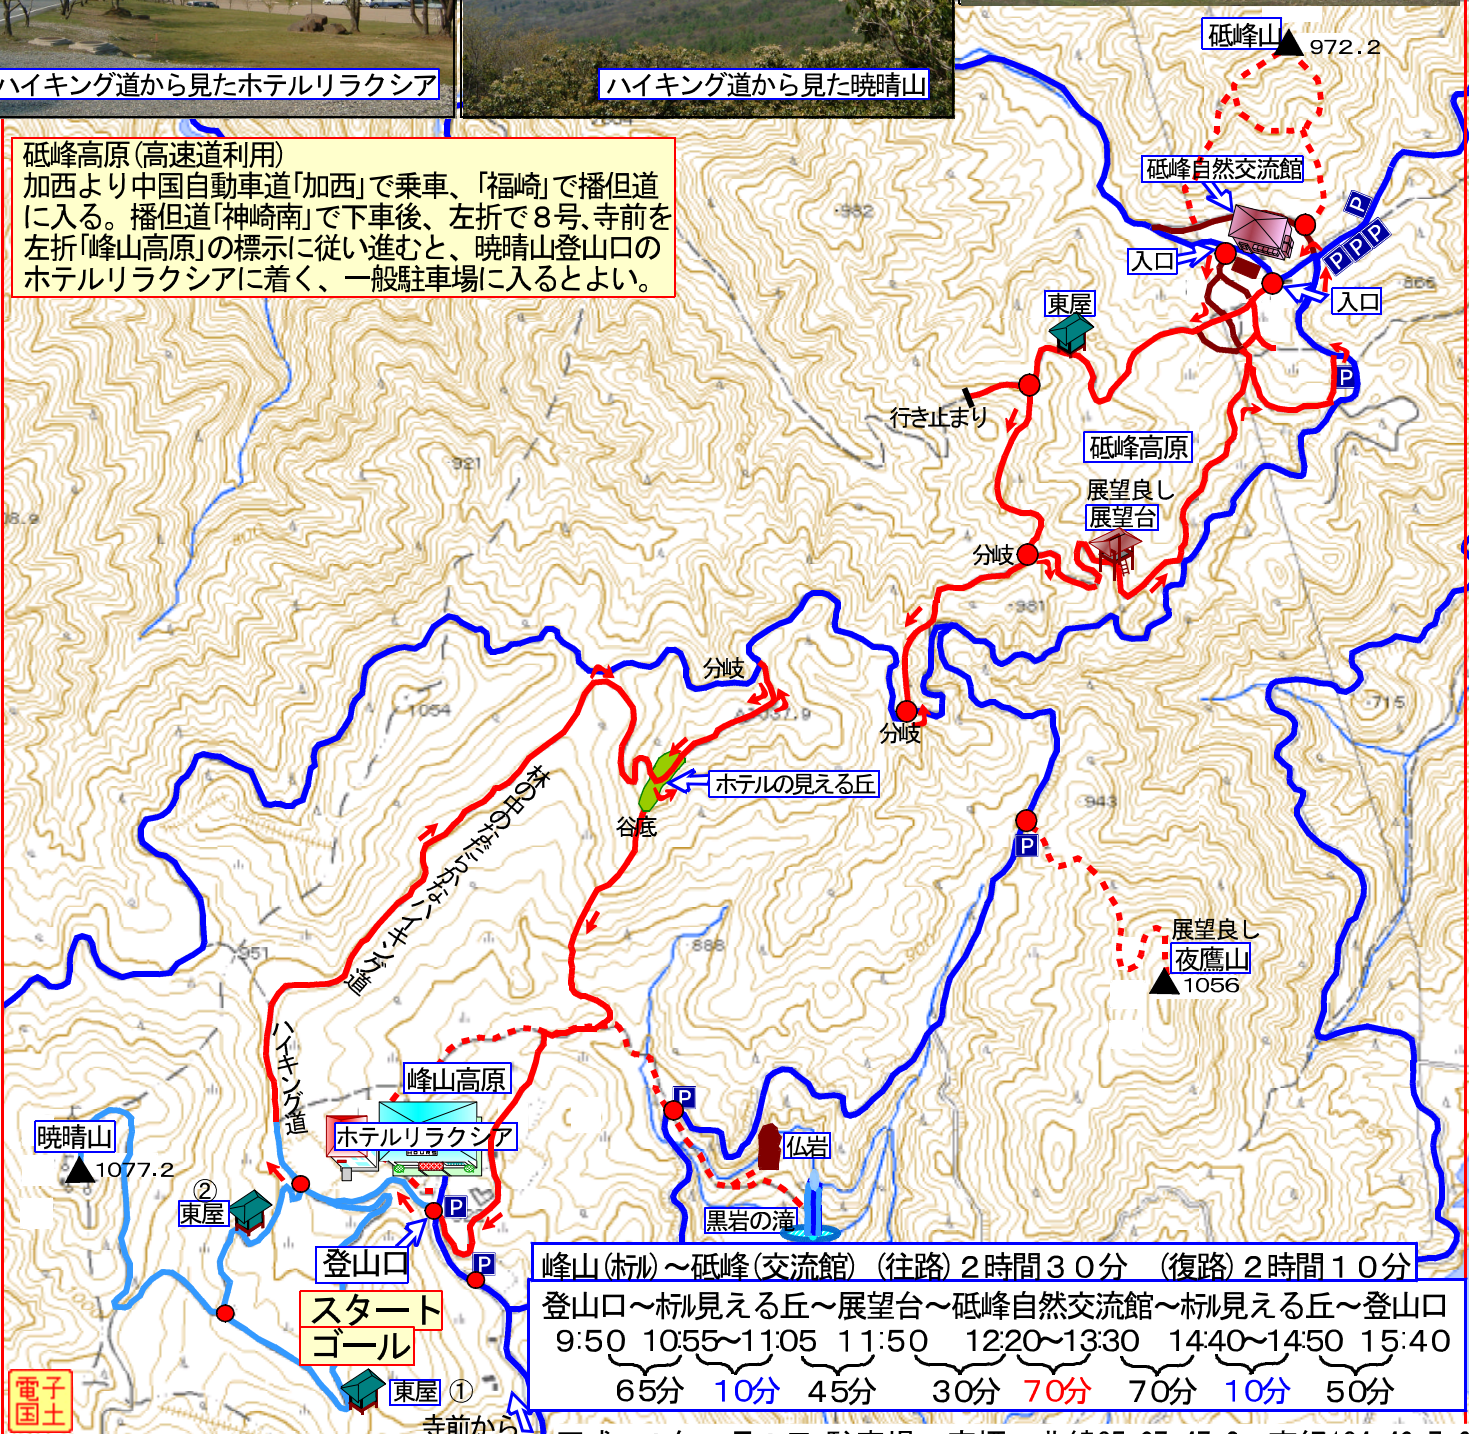 ハイキング道から見たホテルリラクシア
ハイキング道から見た暁晴山
砥峰高原(高速道利用)
加西より中国自動車道「加西」で乗車、「福崎」で播但道
に入る。播但道「神崎南」で下車後、左折で8号、寺前を
左折「峰山高原」の標示に従い進むと、暁晴山登山口の
ホテルリラクシアに着く、一般駐車場に入るとよい。
砥峰山
972.2
砥峰自然交流館
P
P P P
入口
入口
866
982
東屋
P
行き止まり
砥峰高原
921
展望良し
展望台
分岐
981
分岐
715
1054
1037.9
分岐
ホテルの見える丘
谷底
林の中のなだらかなハイキング道
943
P
951
888
展望良し
夜鷹山
1056
ハイキング道
峰山高原
P
暁晴山
1077.2
ホテルリラクシア
仏岩
②
東屋
P
黒岩の滝
登山口
P
スタート
ゴール
東屋 ①
寺前から
電子
国土
峰山(ホテル)～砥峰(交流館) (往路)2時間30分 (復路)2時間10分
登山口～ホテル見える丘～展望台～砥峰自然交流館～ホテル見える丘～登山口
9:50 10:55～11:05 11:50 12:20～13:30 14:40～14:50 15:40
65分 10分 45分 30分 70分 70分 10分 50分